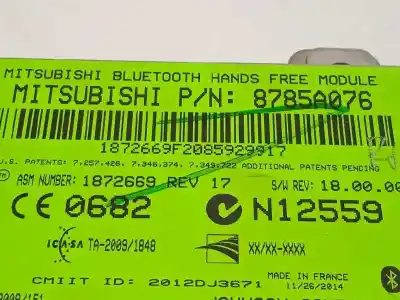 MITSUBISHI BLUETOOTH HANDS FREE MODULE
MITSUBISHI P/N: 8785A076
1872669F2085929917
U.S. PATENTS: 7,257,426, 7,346,374, 7,349,722 ADDITIONAL PATENTS PENDING
ASM NUMBER: 1872669 REV 17 S/W REV: 18.00.00
CE 0682 N12559
ICASA TA-2009/1848 XX/XX-XXXX
CMIIT ID: 2012DJ3671 MADE IN FRANCE
11/26/2014